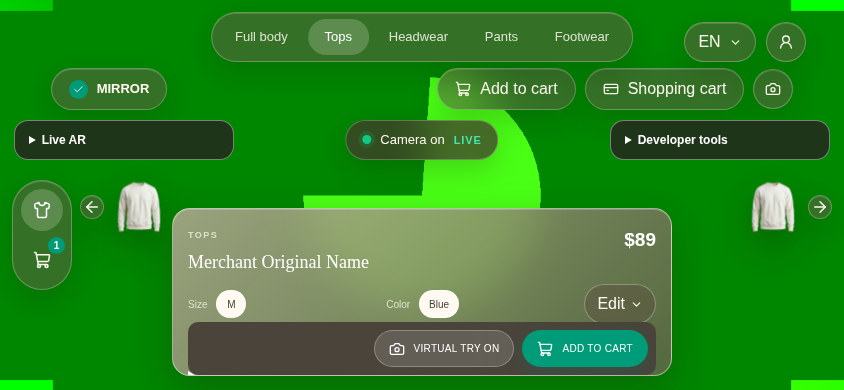 Full body Tops Headwear Pants Footwear
EN
MIRROR
Add to cart
Shopping cart
Live AR
Camera on LIVE
Developer tools
1
TOPS
$89
Merchant Original Name
Size M
Color Blue
Edit
VIRTUAL TRY ON
ADD TO CART